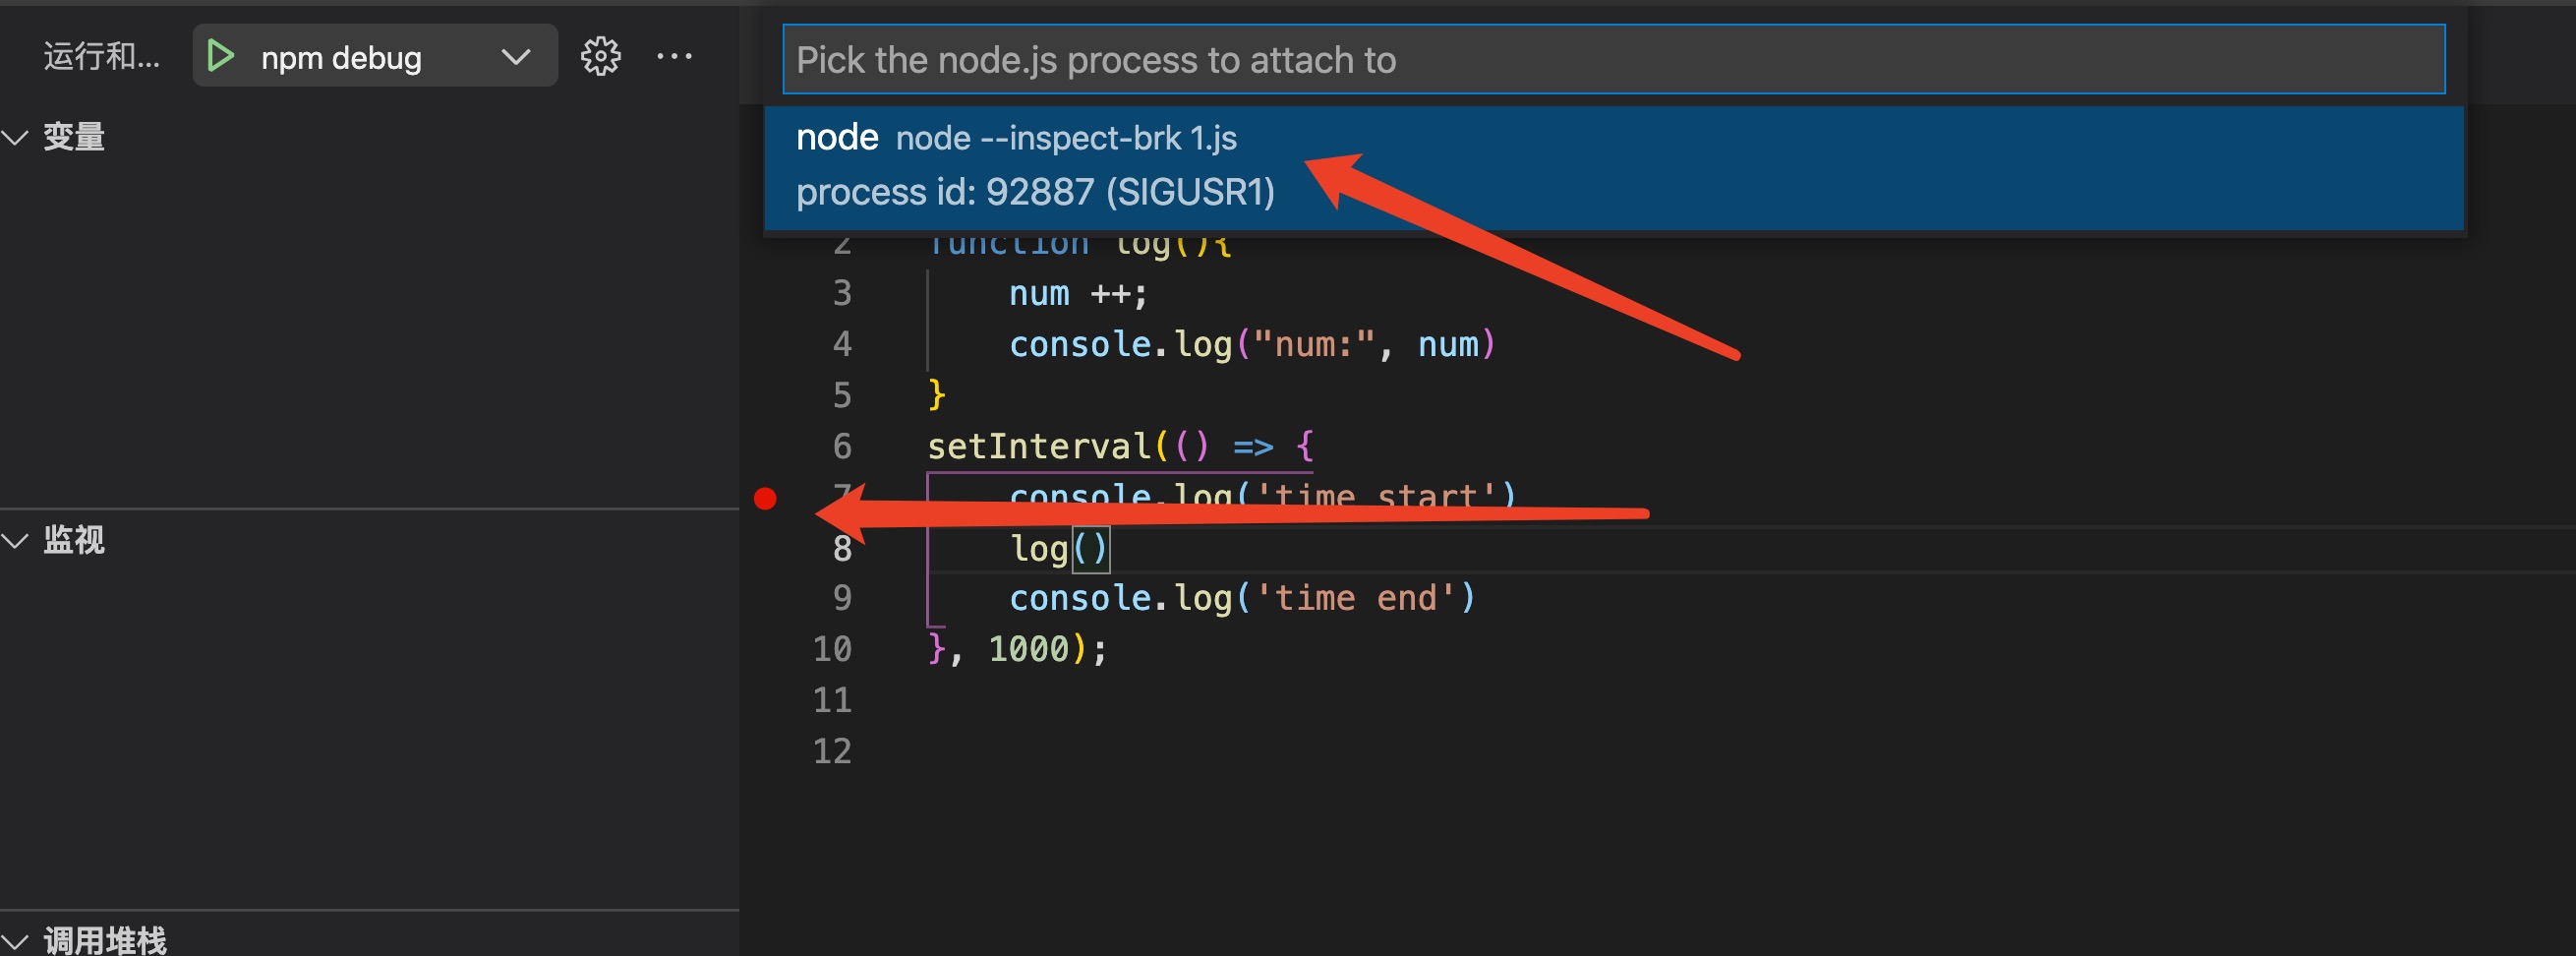 运行和...
npm debug
变量
监视
调用堆栈
Pick the node.js process to attach to
node node --inspect-brk 1.js
process id: 92887 (SIGUSR1)
2 function log(){
3 num ++;
4 console.log("num:", num)
5 }
6 setInterval(() => {
7 console.log('time start')
8 log()
9 console.log('time end')
10 }, 1000);
11
12